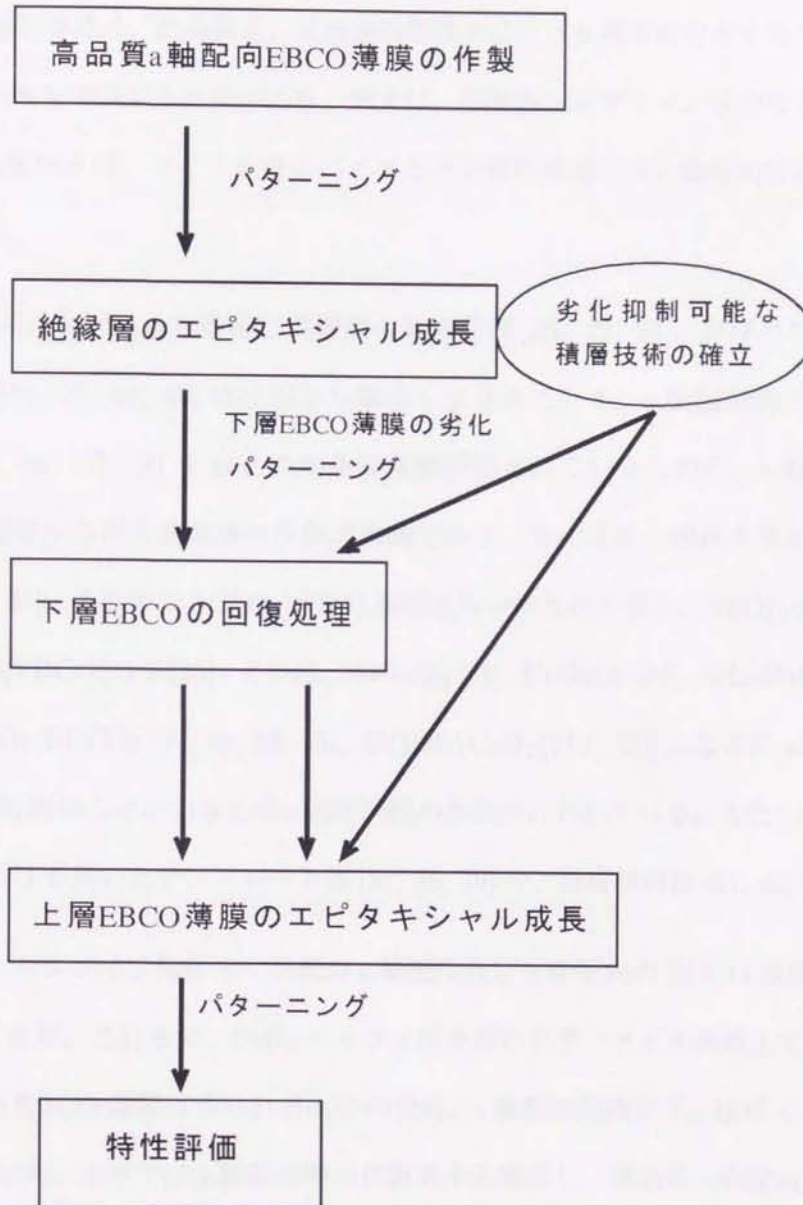 高品質a軸配向EBCO薄膜の作製
パターニング
絶縁層のエピタキシャル成長
劣化抑制可能な
積層技術の確立
下層EBCO薄膜の劣化
パターニング
下層EBCOの回復処理
上層EBCO薄膜のエピタキシャル成長
パターニング
特性評価